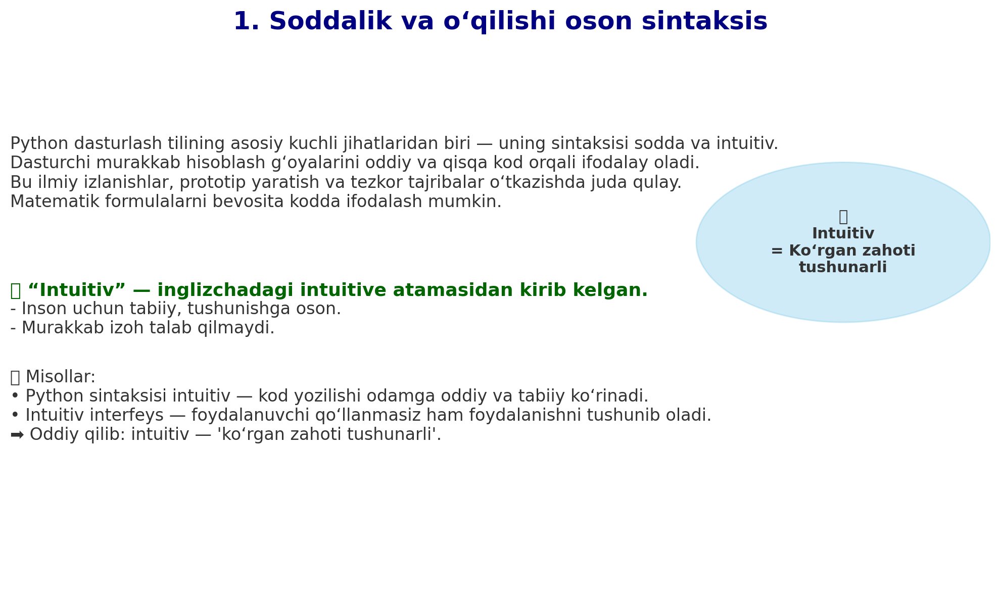 1. Soddalik va o‘qilishi oson sintaksis
Python dasturlash tilining asosiy kuchli jihatlaridan biri — uning sintaksisi sodda va intuitiv.
Dasturchi murakkab hisoblash g‘oyalarini oddiy va qisqa kod orqali ifodalay oladi.
Bu ilmiy izlanishlar, prototip yaratish va tezkor tajribalar o‘tkazishda juda qulay.
Matematik formulalarni bevosita kodda ifodalash mumkin.
Intuitiv
= Ko‘rgan zahoti
tushunarli
“Intuitiv” — inglizchadagi intuitive atamasidan kirib kelgan.
- Inson uchun tabiiy, tushunishga oson.
- Murakkab izoh talab qilmaydi.
Misollar:
• Python sintaksisi intuitiv — kod yozilishi odamga oddiy va tabiiy ko‘rinadi.
• Intuitiv interfeys — foydalanuvchi qo‘llanmasiz ham foydalanishni tushunib oladi.
➡ Oddiy qilib: intuitiv — 'ko‘rgan zahoti tushunarli'.